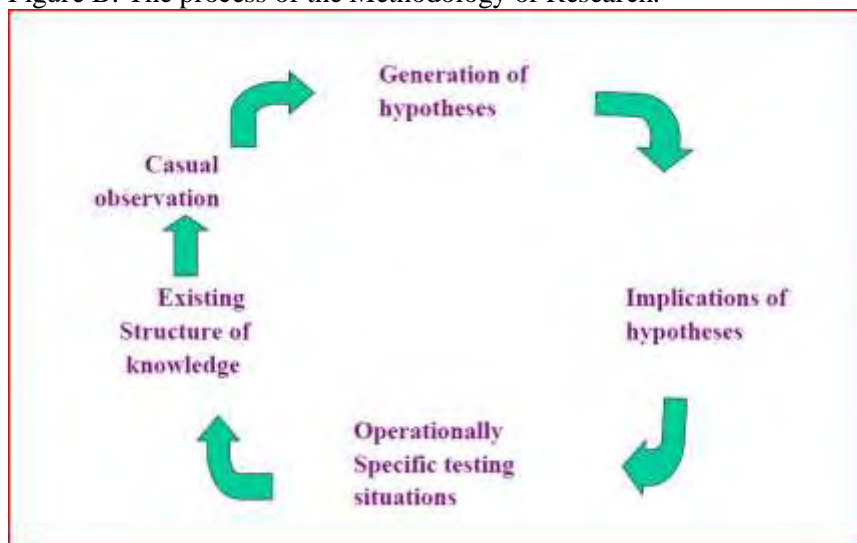 Figure B: The process of the Methodology of Research.
Generation of
hypotheses
Casual
observation
Existing
Structure of
knowledge
Implications of
hypotheses
Operationally
Specific testing
situations